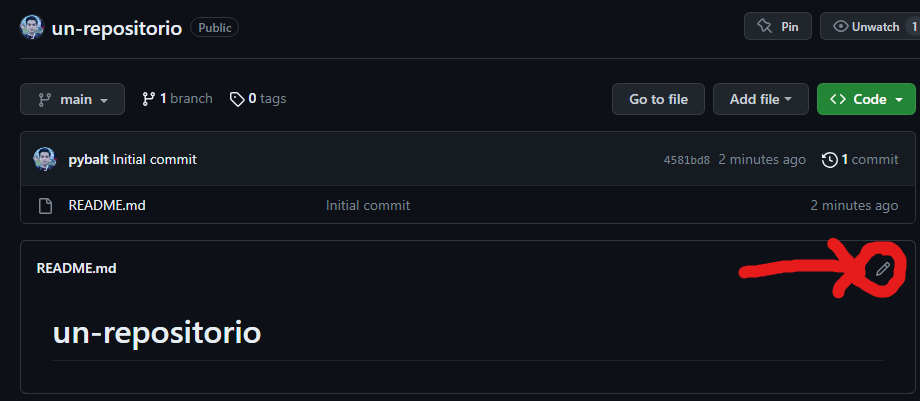 un-repositorio Public Pin Unwatch 1
main 1 branch 0 tags Go to file Add file <> Code
pybalt Initial commit 4581bd8 2 minutes ago 1 commit
README.md Initial commit 2 minutes ago
README.md
un-repositorio